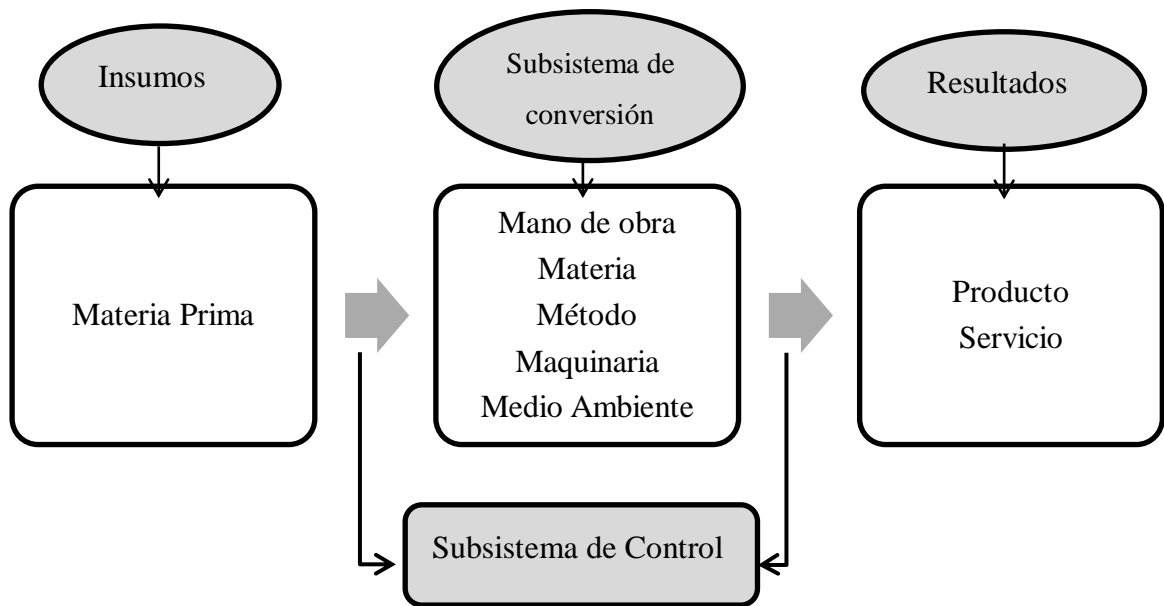 Insumos
Subsistema de
conversión
Resultados
Materia Prima
Mano de obra
Materia
Método
Maquinaria
Medio Ambiente
Producto
Servicio
Subsistema de Control